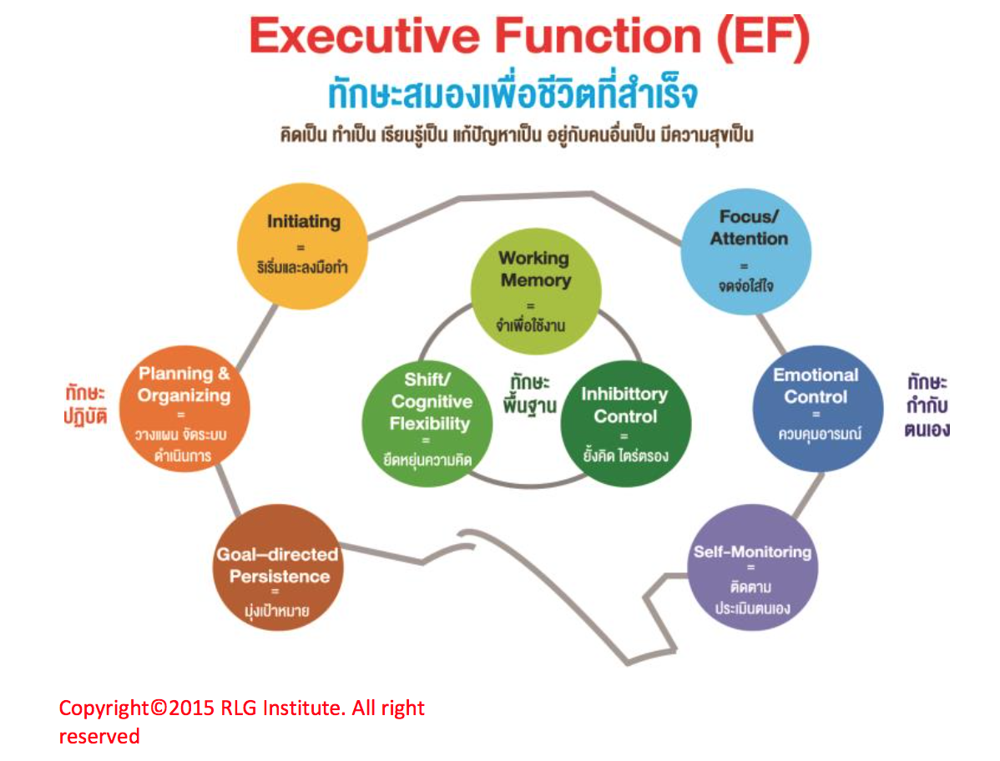 Executive Function (EF)
ทักษะสมองเพื่อชีวิตที่สำเร็จ
คิดเป็น ทำเป็น เรียนรู้เป็น แก้ปัญหาเป็น อยู่กับคนอื่นเป็น มีความสุขเป็น
Initiating
=
ริเริ่มและลงมือทำ
Focus/
Attention
=
จดจ่อใส่ใจ
Working
Memory
=
จำเพื่อใช้งาน
ทักษะ
ปฏิบัติ
Planning &
Organizing
=
วางแผน จัดระบบ
ดำเนินการ
Shift/
Cognitive
Flexibility
=
ยืดหยุ่นความคิด
ทักษะ
พื้นฐาน
Inhibittory
Control
=
ยั้งคิด ไตร่ตรอง
Emotional
Control
=
ควบคุมอารมณ์
ทักษะ
กำกับ
ตนเอง
Goal–directed
Persistence
=
มุ่งเป้าหมาย
Self-Monitoring
=
ติดตาม
ประเมินตนเอง
Copyright©2015 RLG Institute. All right
reserved